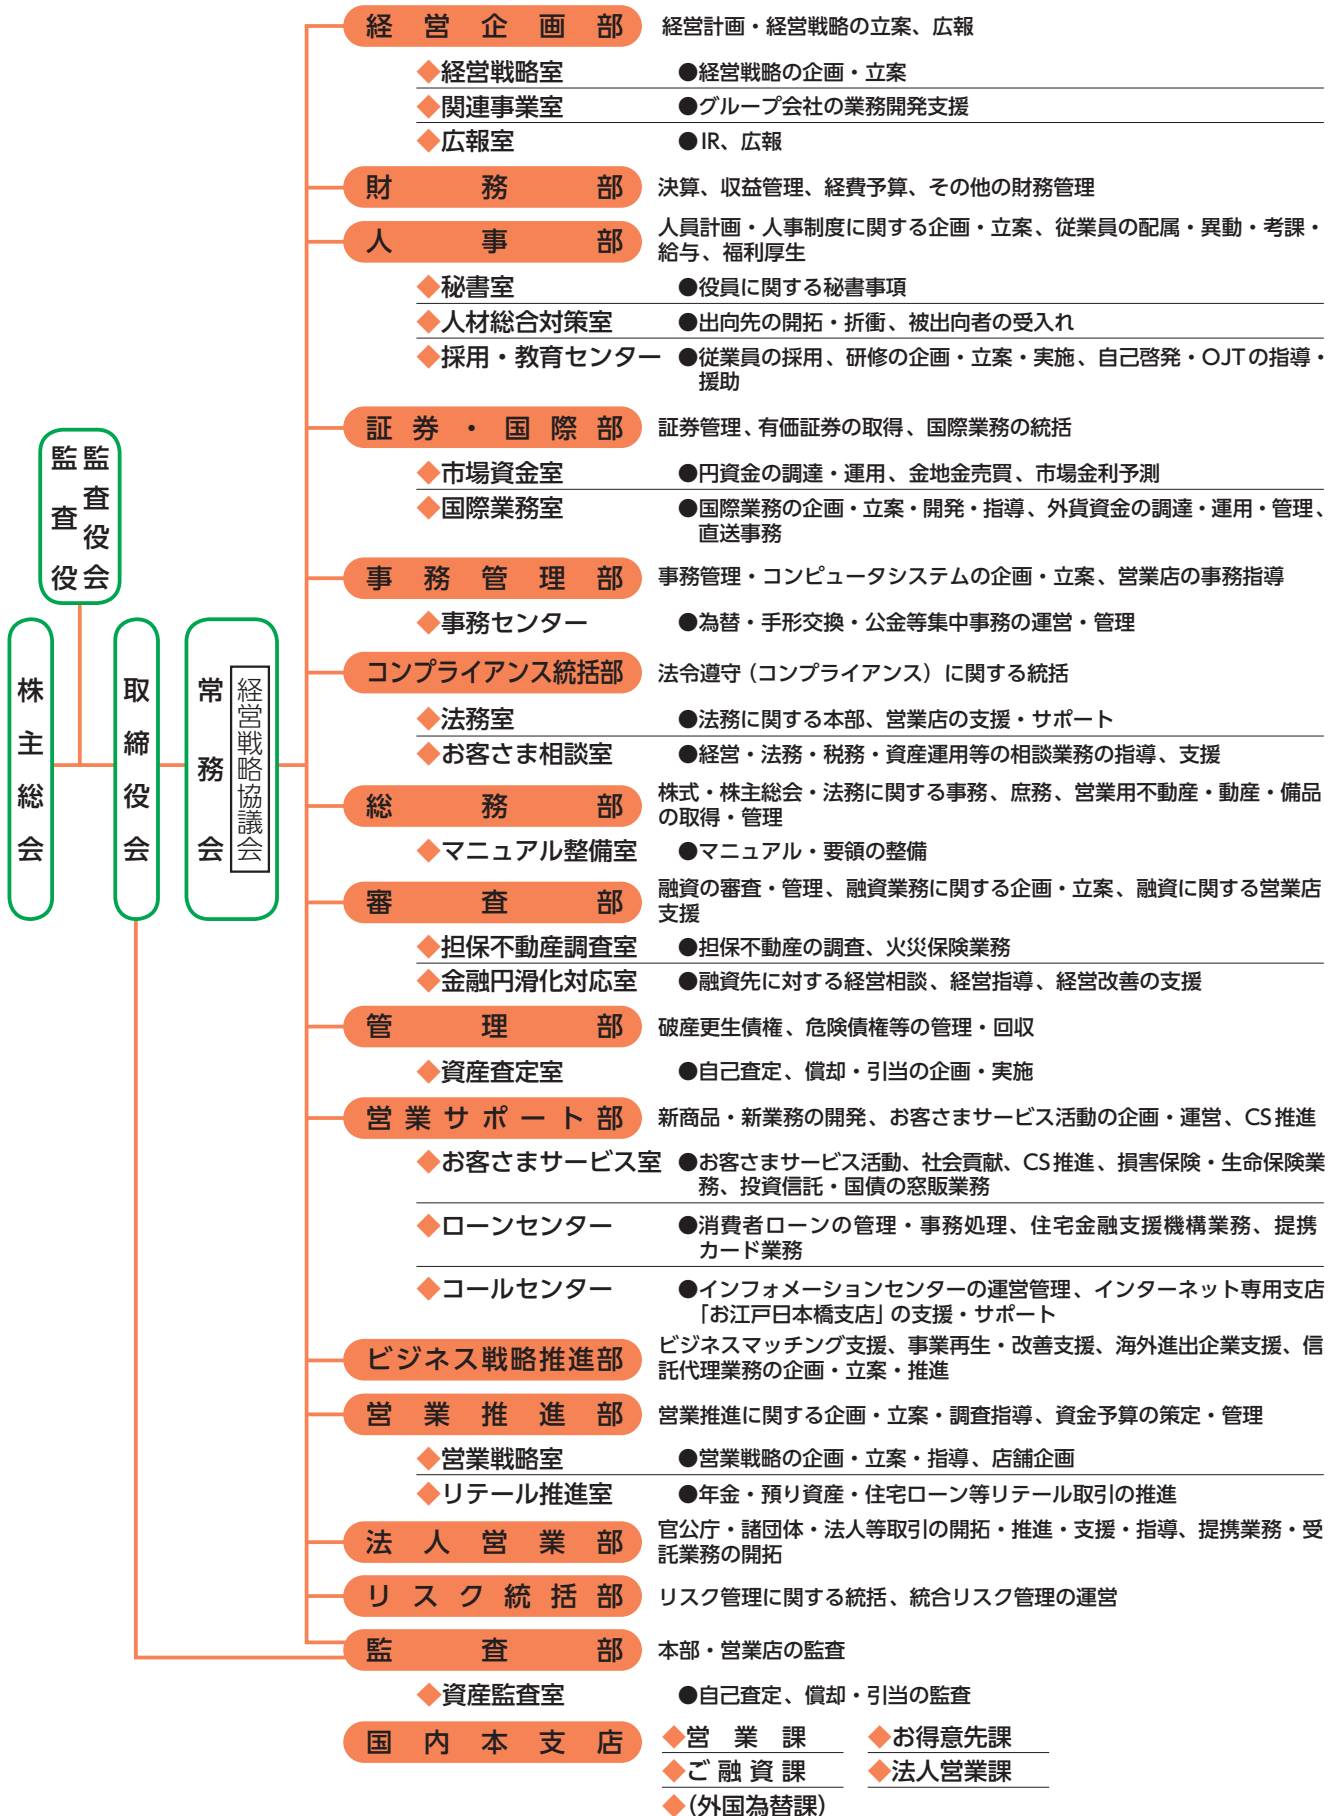 経営企画部 経営計画・経営戦略の立案、広報
◆経営戦略室 ●経営戦略の企画・立案
◆関連事業室 ●グループ会社の業務開発支援
◆広報室 ●IR、広報
財務部 決算、収益管理、経費予算、その他の財務管理
人事部 人員計画・人事制度に関する企画・立案、従業員の配属・異動・考課・
給与、福利厚生
◆秘書室 ●役員に関する秘書事項
◆人材総合対策室 ●出向先の開拓・折衝、被出向者の受入れ
◆採用・教育センター ●従業員の採用、研修の企画・立案・実施、自己啓発・OJTの指導・
援助
証券・国際部 証券管理、有価証券の取得、国際業務の統括
◆市場資金室 ●円資金の調達・運用、金地金売買、市場金利予測
◆国際業務室 ●国際業務の企画・立案・開発・指導、外貨資金の調達・運用・管理、
直送事務
事務管理部 事務管理・コンピュータシステムの企画・立案、営業店の事務指導
◆事務センター ●為替・手形交換・公金等集中事務の運営・管理
コンプライアンス統括部 法令遵守（コンプライアンス）に関する統括
◆法務室 ●法務に関する本部、営業店の支援・サポート
◆お客さま相談室 ●経営・法務・税務・資産運用等の相談業務の指導、支援
総務部 株式・株主総会・法務に関する事務、庶務、営業用不動産・動産・備品
の取得・管理
◆マニュアル整備室 ●マニュアル・要領の整備
審査部 融資の審査・管理、融資業務に関する企画・立案、融資に関する営業店
支援
◆担保不動産調査室 ●担保不動産の調査、火災保険業務
◆金融円滑化対応室 ●融資先に対する経営相談、経営指導、経営改善の支援
管理部 破産更生債権、危険債権等の管理・回収
◆資産査定室 ●自己査定、償却・引当の企画・実施
営業サポート部 新商品・新業務の開発、お客さまサービス活動の企画・運営、CS推進
◆お客さまサービス室 ●お客さまサービス活動、社会貢献、CS推進、損害保険・生命保険業
務、投資信託・国債の窓販業務
◆ローンセンター ●消費者ローンの管理・事務処理、住宅金融支援機構業務、提携
カード業務
◆コールセンター ●インフォメーションセンターの運営管理、インターネット専用支店
「お江戸日本橋支店」の支援・サポート
ビジネス戦略推進部 ビジネスマッチング支援、事業再生・改善支援、海外進出企業支援、信
託代理業務の企画・立案・推進
営業推進部 営業推進に関する企画・立案・調査指導、資金予算の策定・管理
◆営業戦略室 ●営業戦略の企画・立案・指導、店舗企画
◆リテール推進室 ●年金・預り資産・住宅ローン等リテール取引の推進
法人営業部 官公庁・諸団体・法人等取引の開拓・推進・支援・指導、提携業務・受
託業務の開拓
リスク統括部 リスク管理に関する統括、統合リスク管理の運営
監査部 本部・営業店の監査
◆資産監査室 ●自己査定、償却・引当の監査
国内本支店 ◆営業課 ◆お得意先課
◆ご融資課 ◆法人営業課
◆（外国為替課）
監査役会
監査役
株主総会
取締役会
常務会
経営戦略協議会